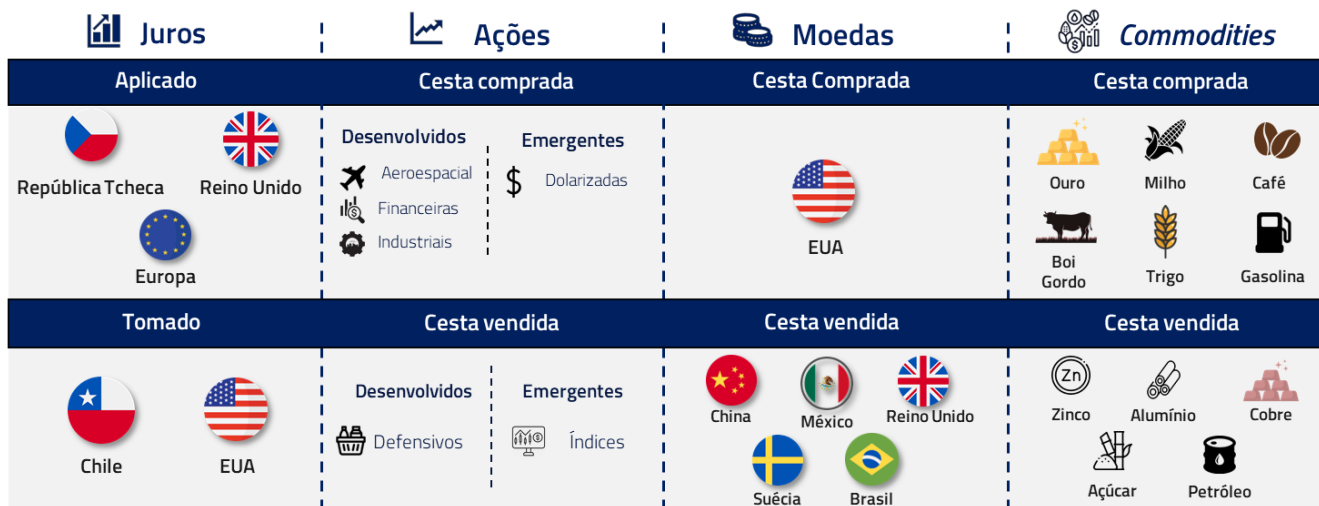 Juros
Ações
Moedas
Commodities
Aplicado
Cesta comprada
Cesta Comprada
Cesta comprada
República Tcheca
Reino Unido
Europa
Desenvolvidos
Aeroespacial
Financeiras
Industriais
Emergentes
$ Dolarizadas
EUA
Ouro
Milho
Café
Boi
Gordo
Trigo
Gasolina
Tomado
Cesta vendida
Cesta vendida
Cesta vendida
Chile
EUA
Desenvolvidos
Defensivos
Emergentes
Índices
China
México
Reino Unido
Suécia
Brasil
Zn
Zinco
Alumínio
Cobre
Açúcar
Petróleo